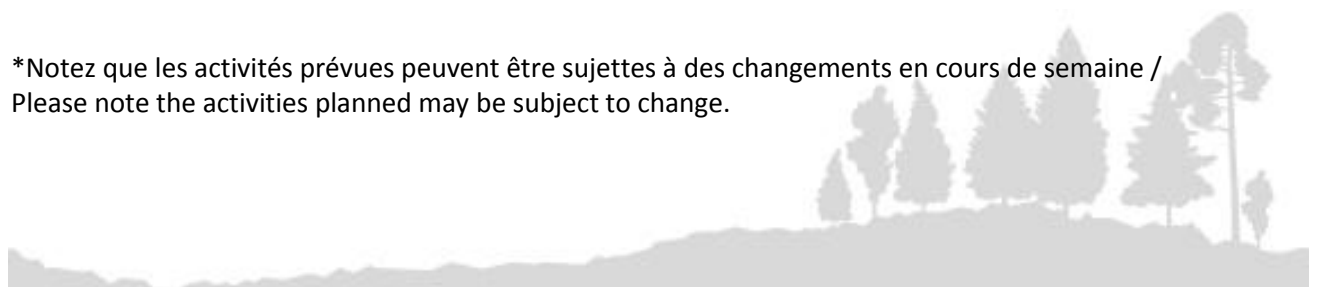 *Notez que les activités prévues peuvent être sujettes à des changements en cours de semaine /
Please note the activities planned may be subject to change.